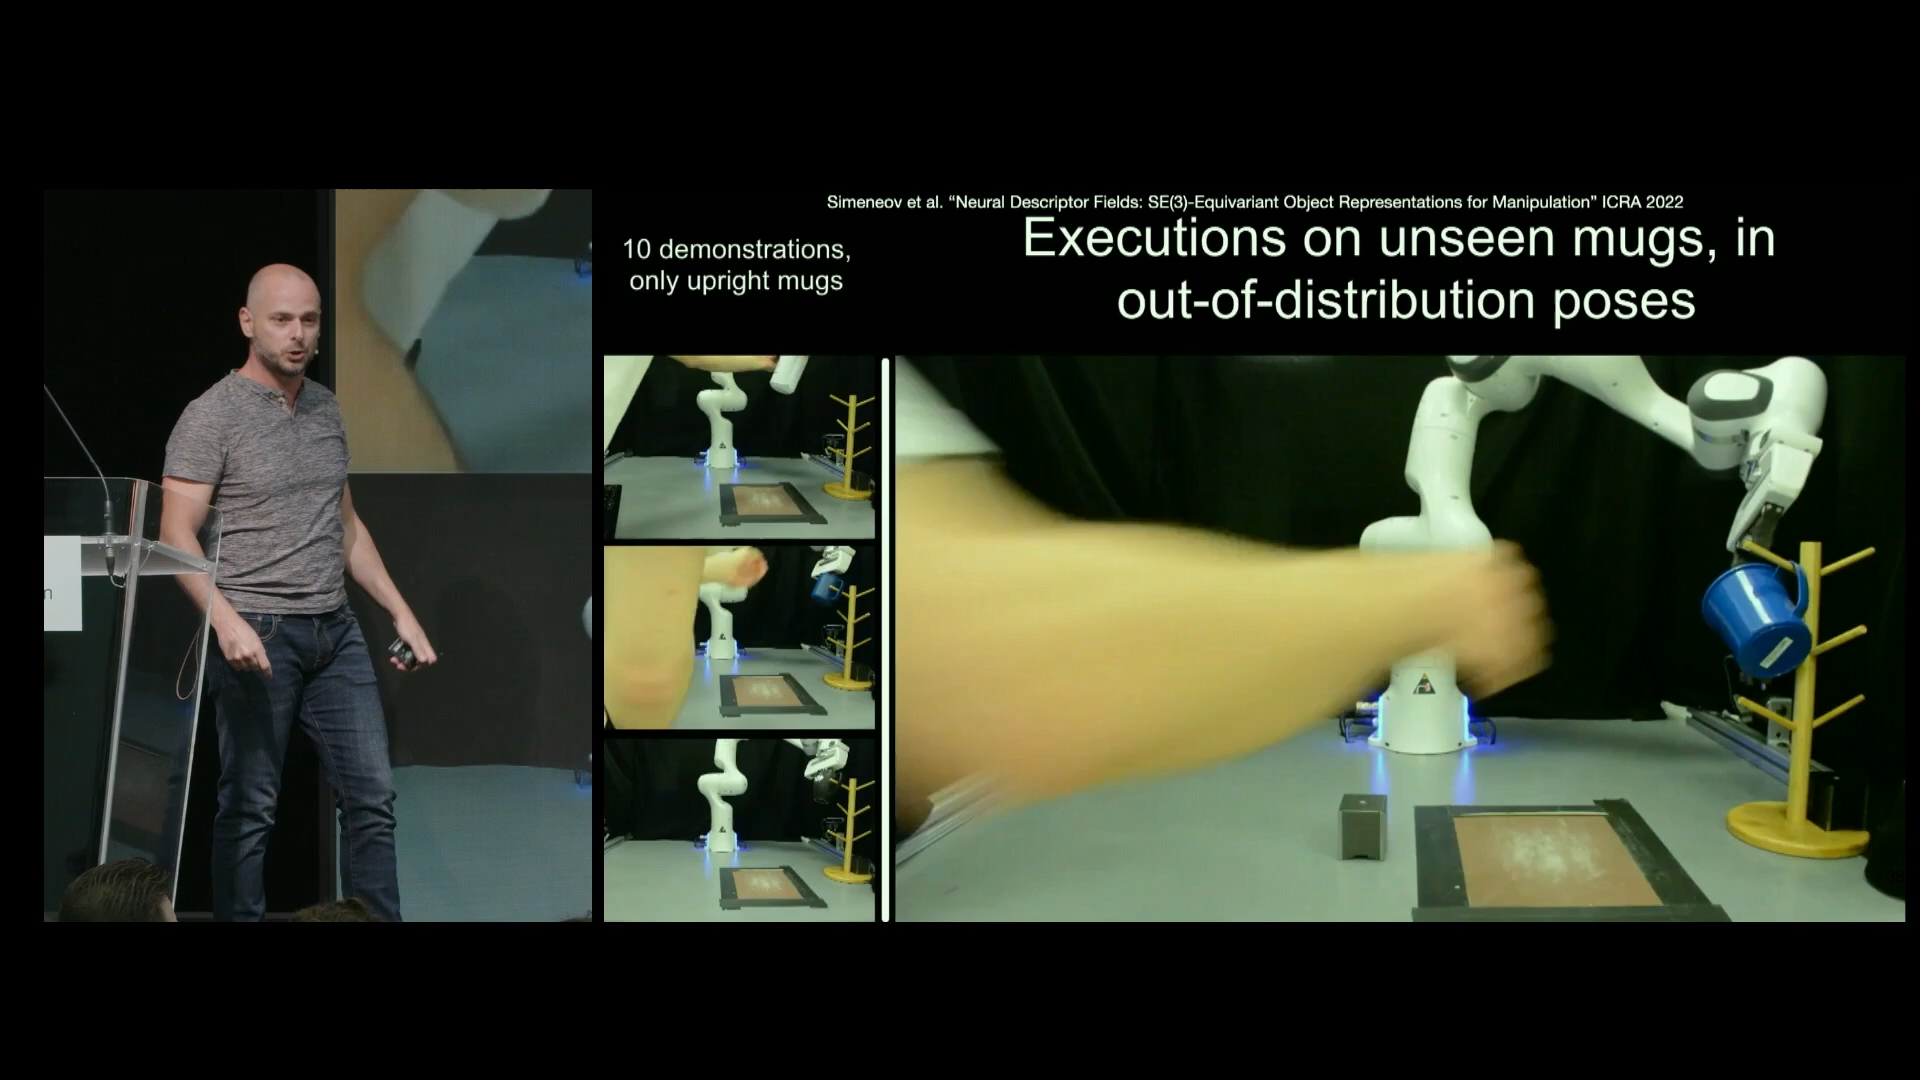 Simeneov et al. “Neural Descriptor Fields: SE(3)-Equivariant Object Representations for Manipulation” ICRA 2022
10 demonstrations,
only upright mugs
Executions on unseen mugs, in
out-of-distribution poses
n